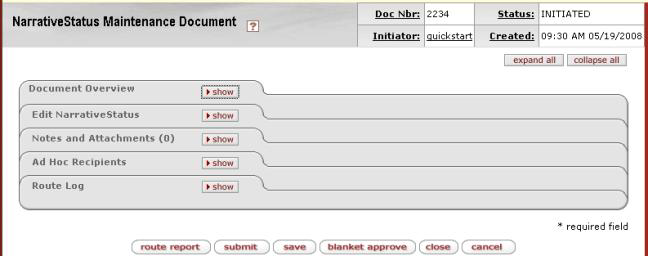 NarrativeStatus Maintenance Document ?
Doc Nbr: 2234 Status: INITIATED
Initiator: quickstart Created: 09:30 AM 05/19/2008
expand all collapse all
Document Overview show
Edit NarrativeStatus show
Notes and Attachments (0) show
Ad Hoc Recipients show
Route Log show
* required field
route report submit save blanket approve close cancel